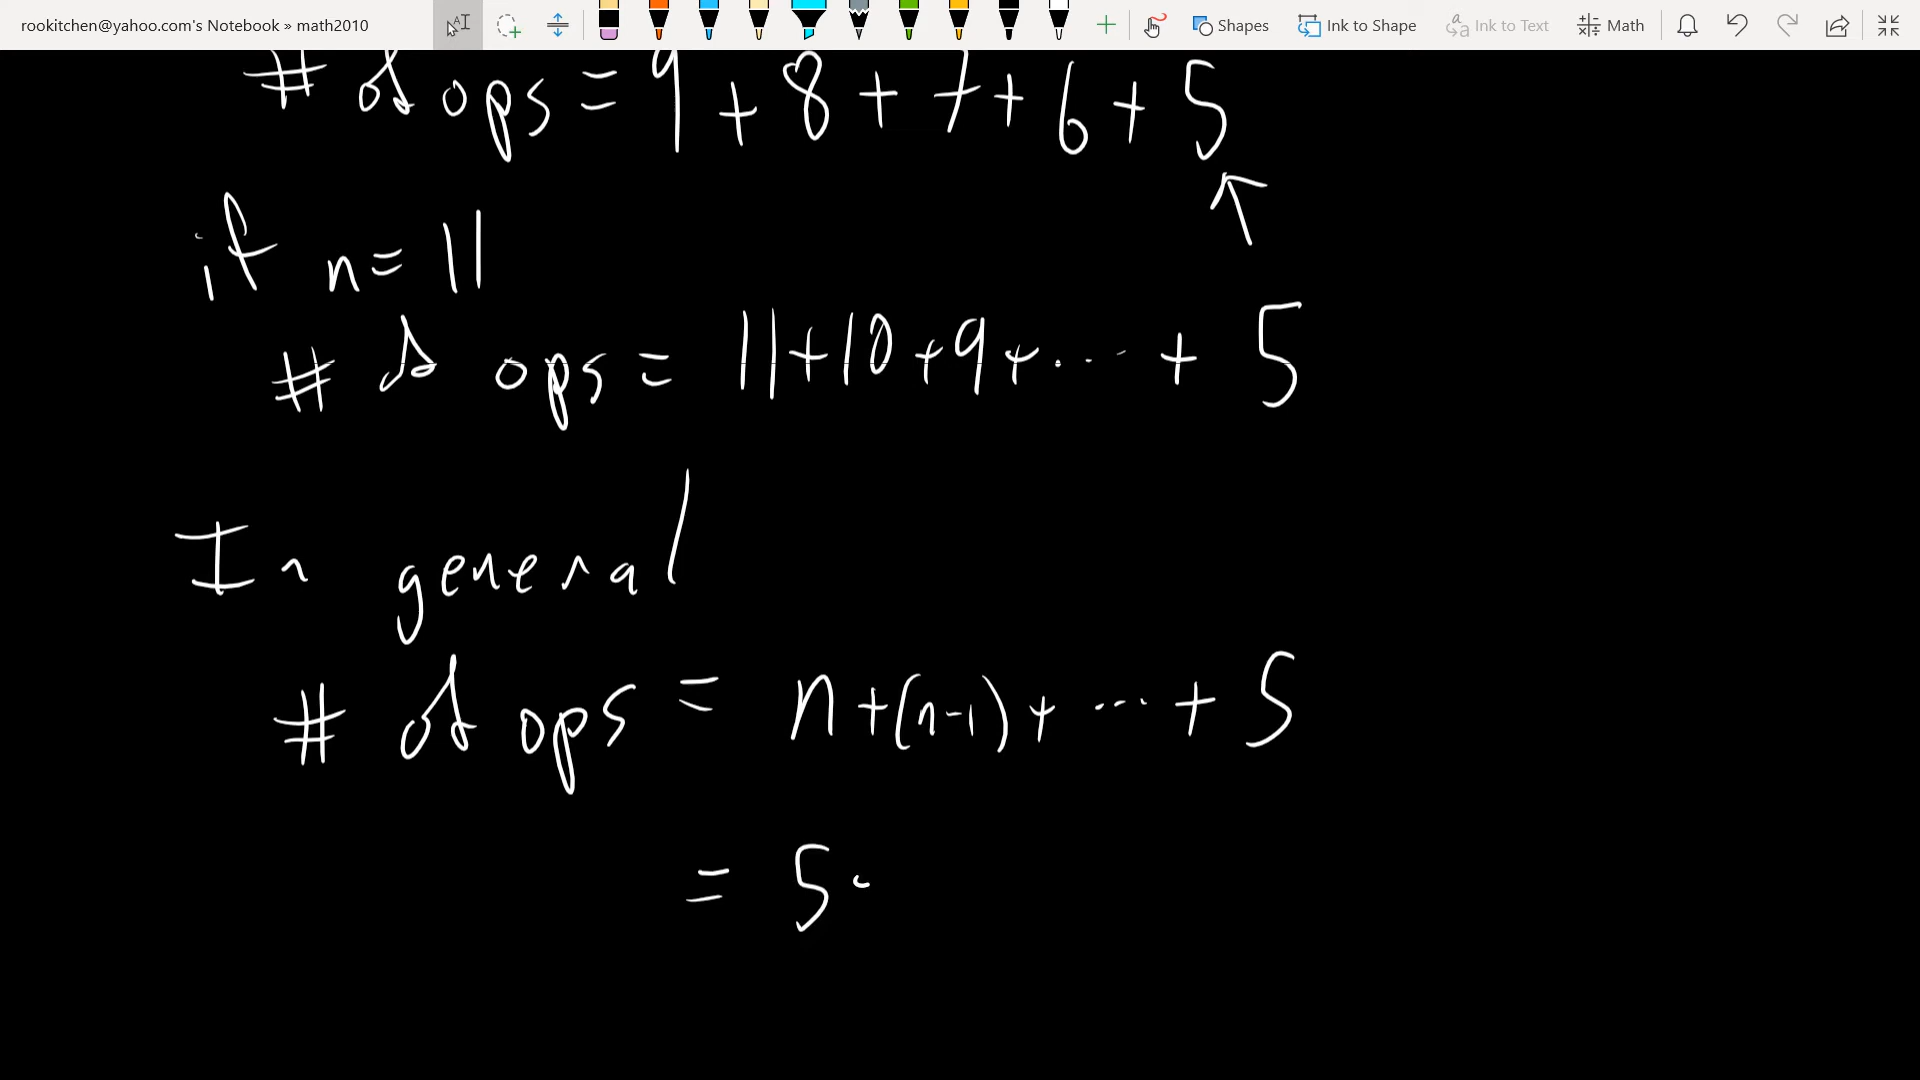 rookitchen@yahoo.com's Notebook » math2010 Shapes Ink to Shape Ink to Text Math
# of ops = 9 + 8 + 7 + 6 + 5
if n = 11
# of ops = 11 + 10 + 9 + ... + 5
In general
# of ops = n + (n-1) + ... + 5
= 5.